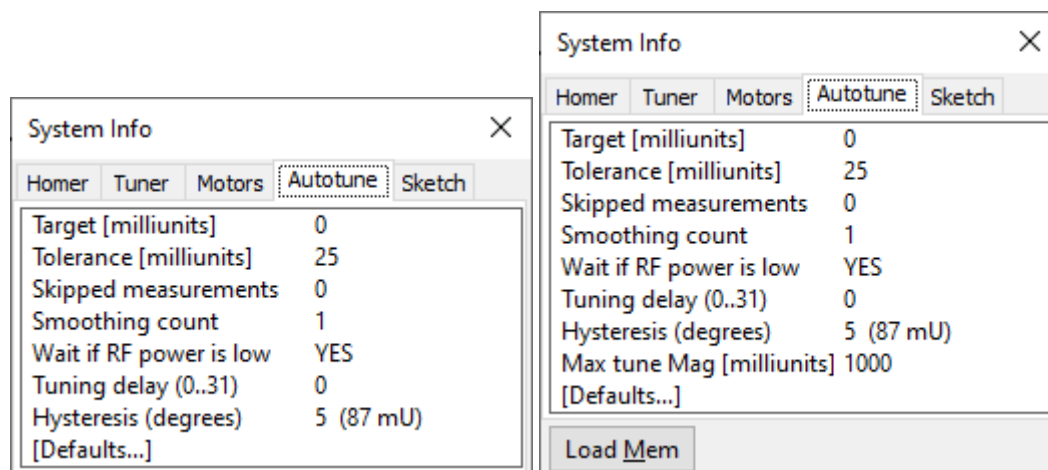 System Info
Homer Tuner Motors Autotune Sketch
Target [milliunits] 0
Tolerance [milliunits] 25
Skipped measurements 0
Smoothing count 1
Wait if RF power is low YES
Tuning delay (0..31) 0
Hysteresis (degrees) 5 (87 mU)
[Defaults...]
System Info
Homer Tuner Motors Autotune Sketch
Target [milliunits] 0
Tolerance [milliunits] 25
Skipped measurements 0
Smoothing count 1
Wait if RF power is low YES
Tuning delay (0..31) 0
Hysteresis (degrees) 5 (87 mU)
Max tune Mag [milliunits] 1000
[Defaults...]
Load Mem